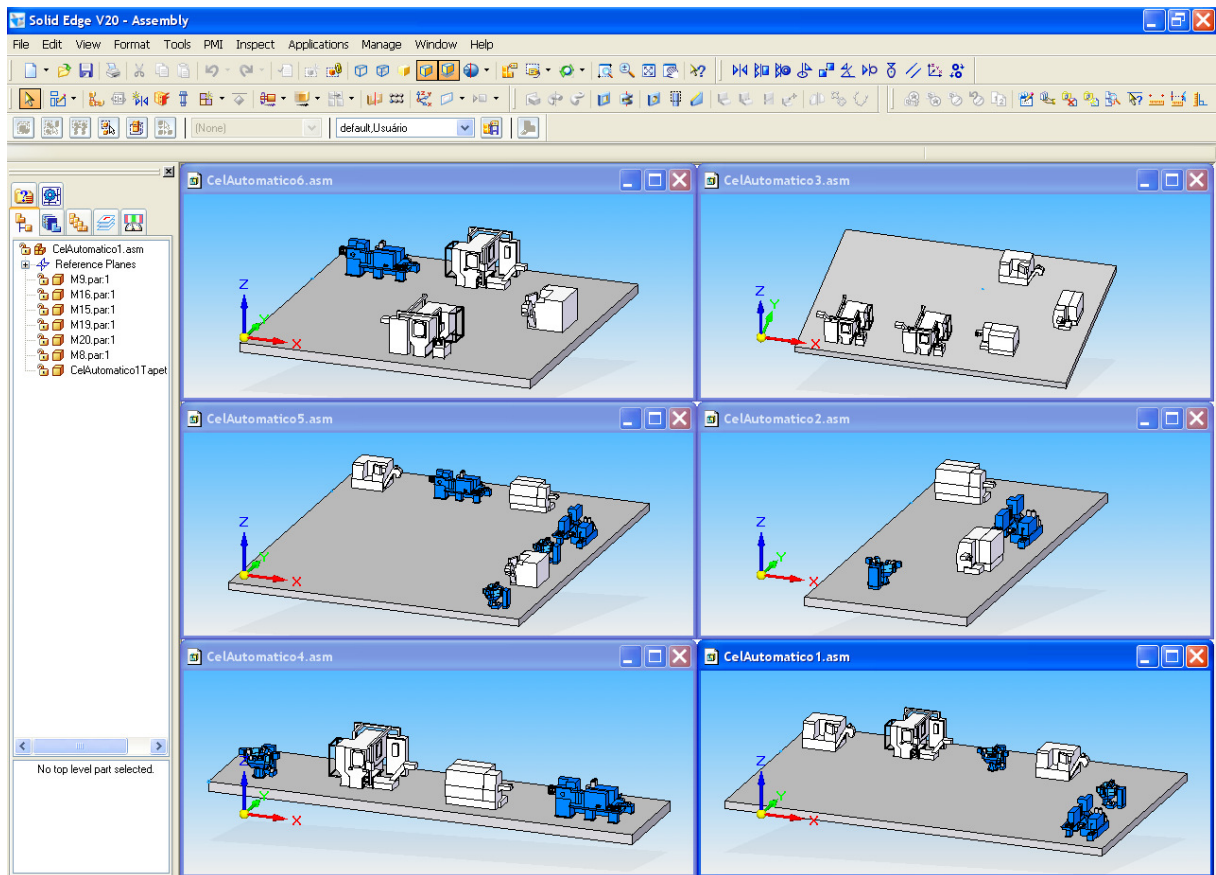 Solid Edge V20 - Assembly
File Edit View Format Tools PMI Inspect Applications Manage Window Help
(None) default,Usuário
CelAutomatico1.asm
Reference Planes
M9.par:1
M16.par:1
M15.par:1
M19.par:1
M20.par:1
M8.par:1
CelAutomatico1Tapet
No top level part selected.
CelAutomatico6.asm
Z
Y
X
CelAutomatico3.asm
Z
Y
X
CelAutomatico5.asm
Z
Y
X
CelAutomatico2.asm
Z
Y
X
CelAutomatico4.asm
Z
Y
X
CelAutomatico1.asm
Z
Y
X